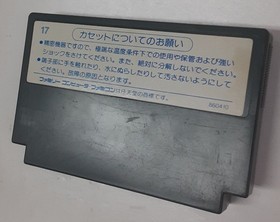 17
カセットについてのお願い
●精密機器ですので、極端な温度条件下での使用や保管および強い
ショックをさけてください。また、絶対に分解しないでください。
●端子部に手を触れたり、水にぬらしたりして汚さないようにして
ください。故障の原因となります。
ファミリーコンピュータ ファミコンは任天堂の商標です。